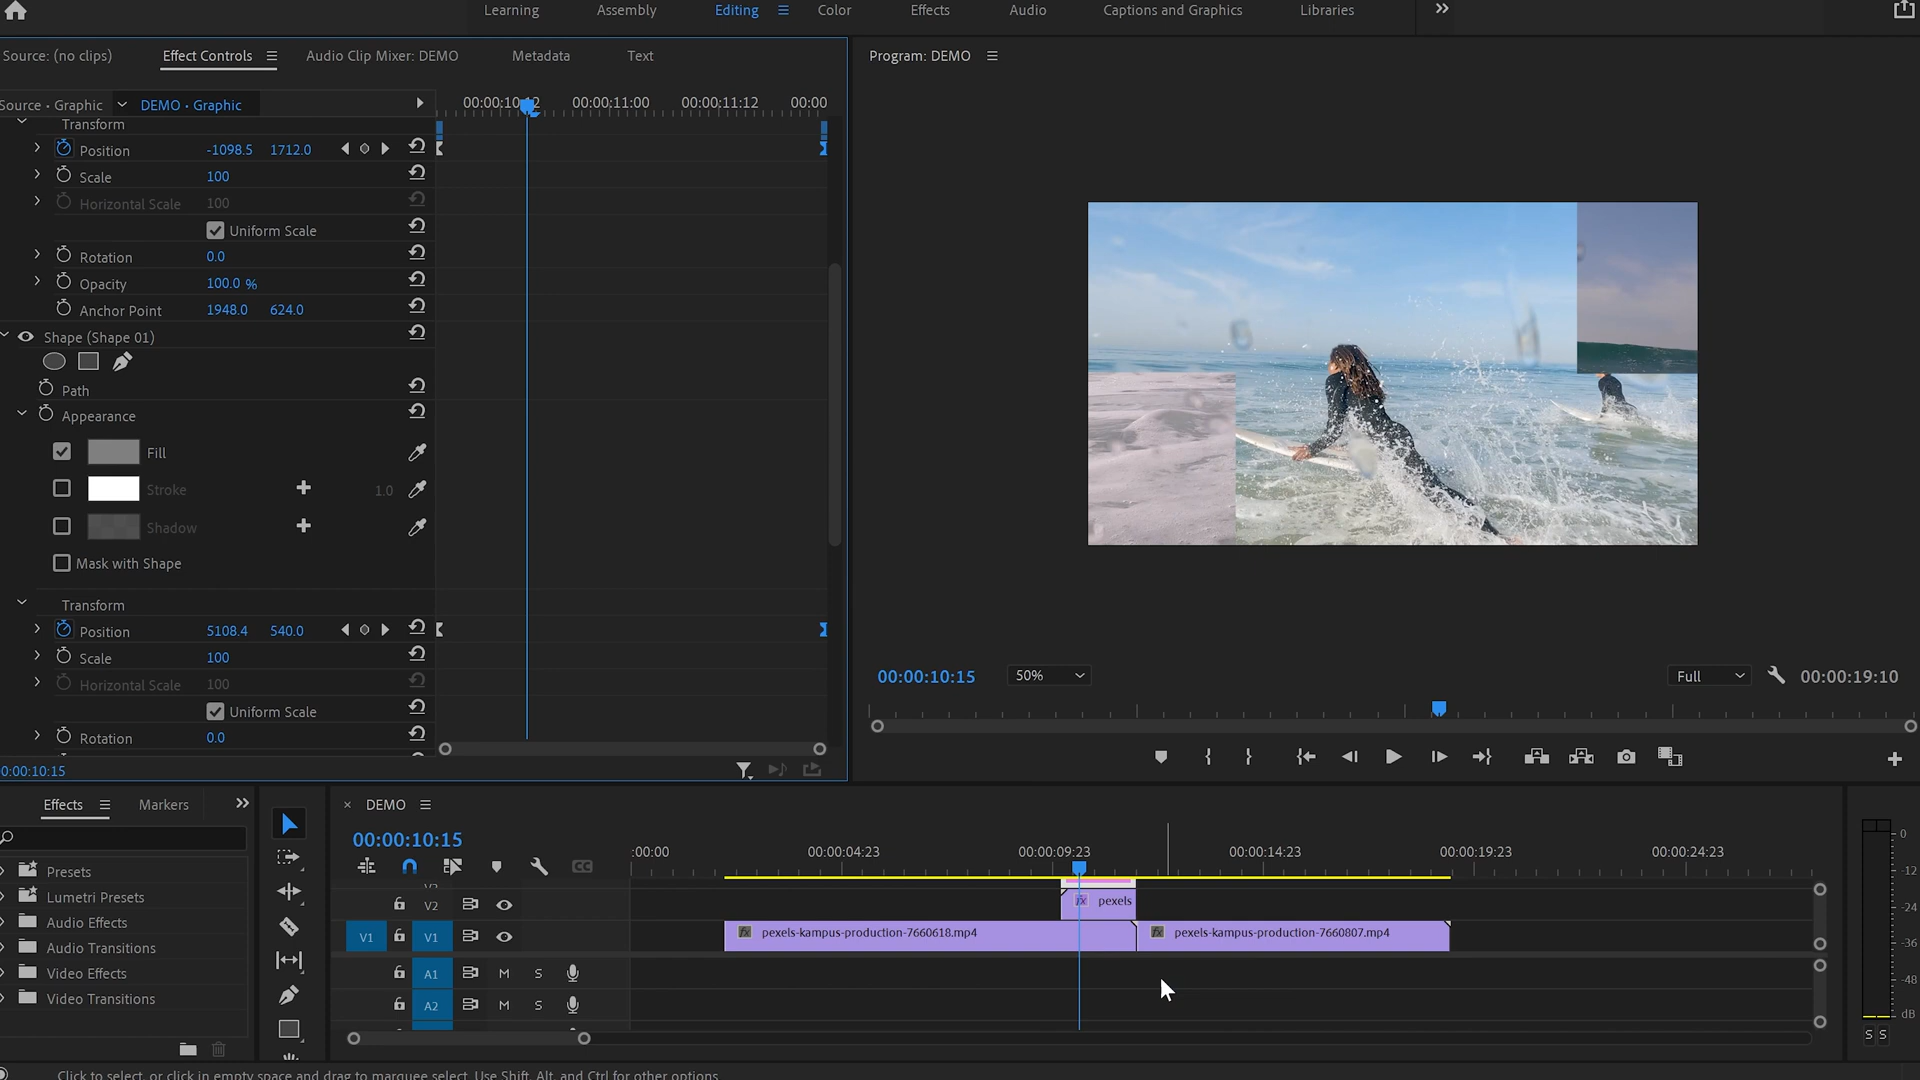 Learning
Assembly
Editing
Color
Effects
Audio
Captions and Graphics
Libraries
Source: (no clips)
Effect Controls
Audio Clip Mixer: DEMO
Metadata
Text
Source • Graphic
DEMO • Graphic
00:00:10:12
00:00:11:00
00:00:11:12
00:00
Transform
Position -1098.5 1712.0
Scale 100
Horizontal Scale 100
Uniform Scale
Rotation 0.0
Opacity 100.0 %
Anchor Point 1948.0 624.0
Shape (Shape 01)
Path
Appearance
Fill
Stroke 1.0
Shadow
Mask with Shape
Transform
Position 5108.4 540.0
Scale 100
Horizontal Scale 100
Uniform Scale
Rotation 0.0
0:00:10:15
Program: DEMO
00:00:10:15
50%
Full
00:00:19:10
Effects
Markers
Presets
Lumetri Presets
Audio Effects
Audio Transitions
Video Effects
Video Transitions
× DEMO
00:00:10:15
:00:00
00:00:04:23
00:00:09:23
00:00:14:23
00:00:19:23
00:00:24:23
V2
fx pexels
V1 V1
fx pexels-kampus-production-7660618.mp4
fx pexels-kampus-production-7660807.mp4
A1 M S
A2 M S
0
-12
-24
-36
-48
dB
S S
Click to select, or click in empty space and drag to marquee select. Use Shift, Alt, and Ctrl for other options